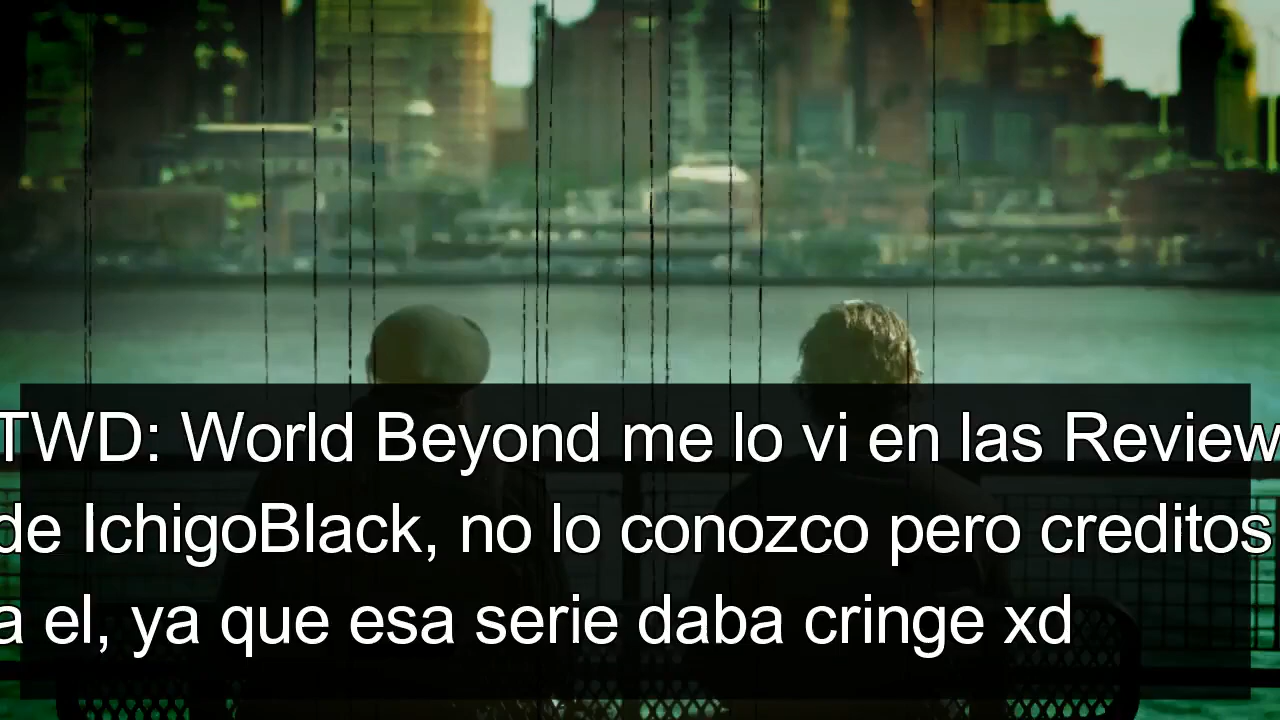 TWD: World Beyond me lo vi en las Review
de IchigoBlack, no lo conozco pero creditos
a el, ya que esa serie daba cringe xd